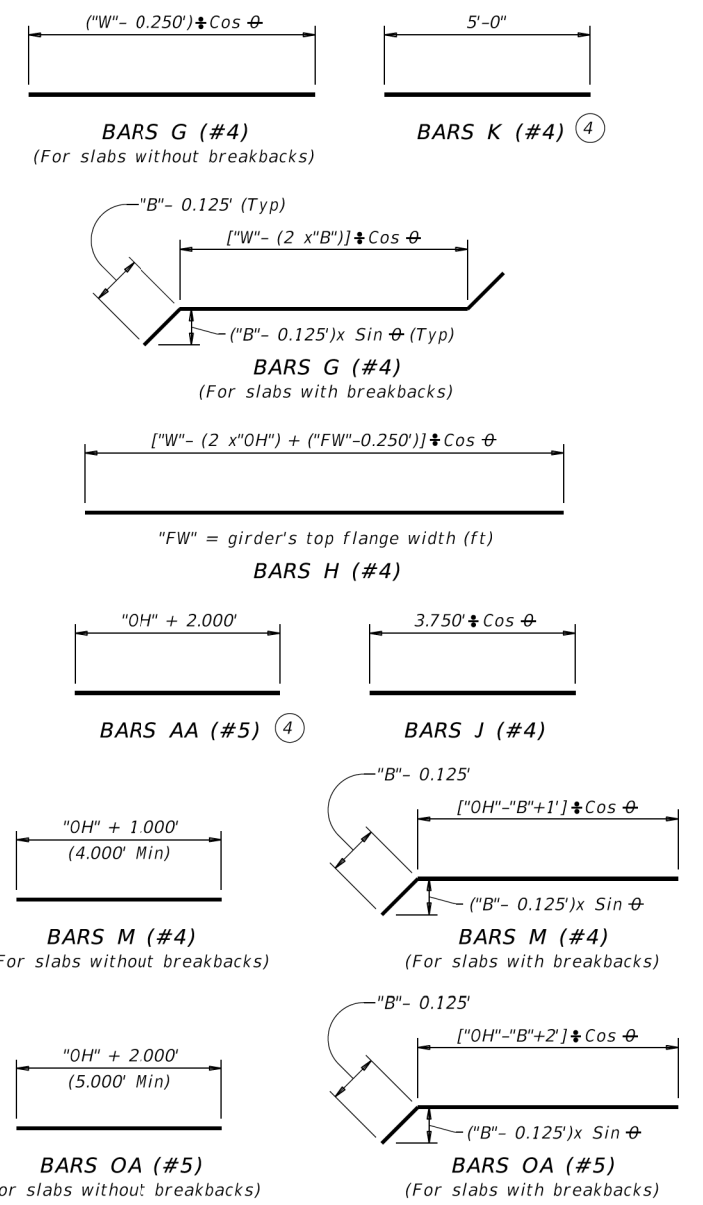 ("W"– 0.250')÷Cos θ
5'-0"
BARS G (#4)
(For slabs without breakbacks)
BARS K (#4) 4
"B"– 0.125' (Typ)
["W"– (2 x"B")]÷Cos θ
("B"– 0.125')x Sin θ (Typ)
BARS G (#4)
(For slabs with breakbacks)
["W"– (2 x"OH") + ("FW"–0.250')]÷Cos θ
"FW" = girder's top flange width (ft)
BARS H (#4)
"OH" + 2.000'
3.750'÷Cos θ
BARS AA (#5) 4
BARS J (#4)
"B"– 0.125'
"OH" + 1.000'
(4.000' Min)
["OH"–"B"+1']÷Cos θ
("B"– 0.125')x Sin θ
BARS M (#4)
For slabs without breakbacks)
BARS M (#4)
(For slabs with breakbacks)
"B"– 0.125'
"OH" + 2.000'
(5.000' Min)
["OH"–"B"+2']÷Cos θ
("B"– 0.125')x Sin θ
BARS OA (#5)
or slabs without breakbacks)
BARS OA (#5)
(For slabs with breakbacks)